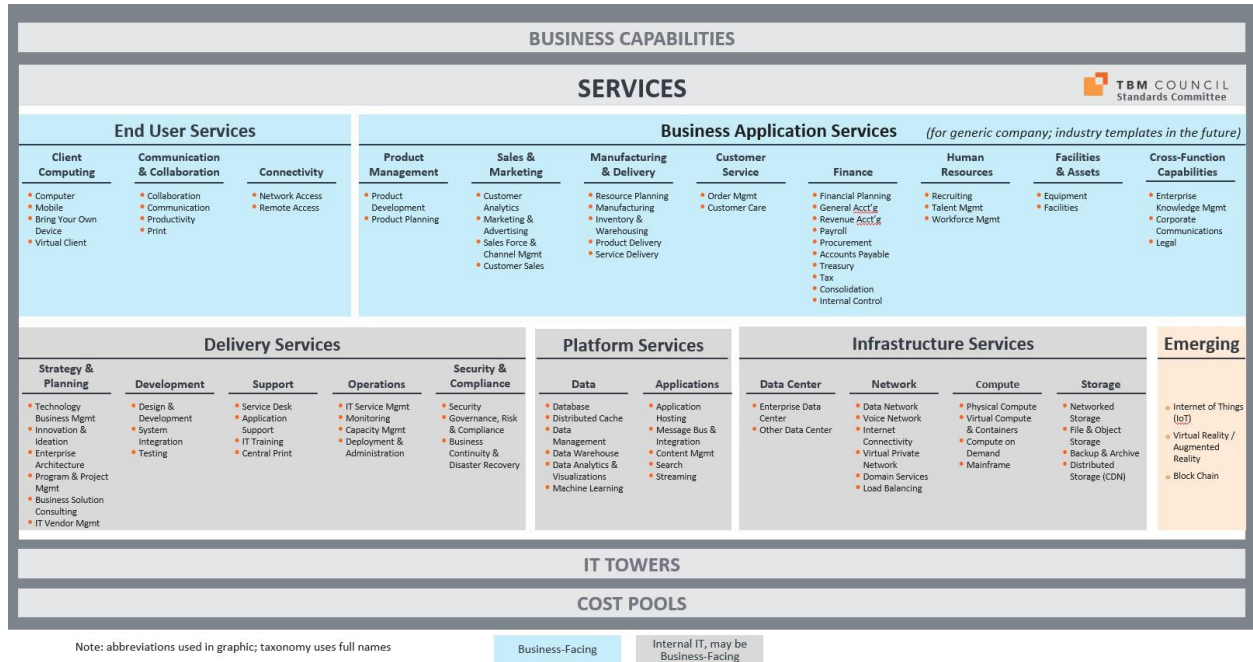 BUSINESS CAPABILITIES
SERVICES
TBM COUNCIL
Standards Committee
End User Services
Client
Computing
• Computer
• Mobile
• Bring Your Own
Device
• Virtual Client
Communication
& Collaboration
• Collaboration
• Communication
• Productivity
• Print
Connectivity
• Network Access
• Remote Access
Business Application Services (for generic company; industry templates in the future)
Product
Management
• Product
Development
• Product Planning
Sales &
Marketing
• Customer
Analytics
• Marketing &
Advertising
• Sales Force &
Channel Mgmt
• Customer Sales
Manufacturing
& Delivery
• Resource Planning
• Manufacturing
• Inventory &
Warehousing
• Product Delivery
• Service Delivery
Customer
Service
• Order Mgmt
• Customer Care
Finance
• Financial Planning
• General Acct'g
• Revenue Acct'g
• Payroll
• Procurement
• Accounts Payable
• Treasury
• Tax
• Consolidation
• Internal Control
Human
Resources
• Recruiting
• Talent Mgmt
• Workforce Mgmt
Facilities
& Assets
• Equipment
• Facilities
Cross-Function
Capabilities
• Enterprise
Knowledge Mgmt
• Corporate
Communications
• Legal
Delivery Services
Strategy &
Planning
• Technology
Business Mgmt
• Innovation &
Ideation
• Enterprise
Architecture
• Program & Project
Mgmt
• Business Solution
Consulting
• IT Vendor Mgmt
Development
• Design &
Development
• System
Integration
• Testing
Support
• Service Desk
• Application
Support
• IT Training
• Central Print
Operations
• IT Service Mgmt
• Monitoring
• Capacity Mgmt
• Deployment &
Administration
Security &
Compliance
• Security
• Governance, Risk
& Compliance
• Business
Continuity &
Disaster Recovery
Platform Services
Data
• Database
• Distributed Cache
• Data
Management
• Data Warehouse
• Data Analytics &
Visualizations
• Machine Learning
Applications
• Application
Hosting
• Message Bus &
Integration
• Content Mgmt
• Search
• Streaming
Infrastructure Services
Data Center
• Enterprise Data
Center
• Other Data Center
Network
• Data Network
• Voice Network
• Internet
Connectivity
• Virtual Private
Network
• Domain Services
• Load Balancing
Compute
• Physical Compute
• Virtual Compute
& Containers
• Compute on
Demand
• Mainframe
Storage
• Networked
Storage
• File & Object
Storage
• Backup & Archive
• Distributed
Storage (CDN)
Emerging
o Internet of Things
(IoT)
o Virtual Reality /
Augmented
Reality
o Block Chain
IT TOWERS
COST POOLS
Note: abbreviations used in graphic; taxonomy uses full names
Business-Facing
Internal IT, may be
Business-Facing